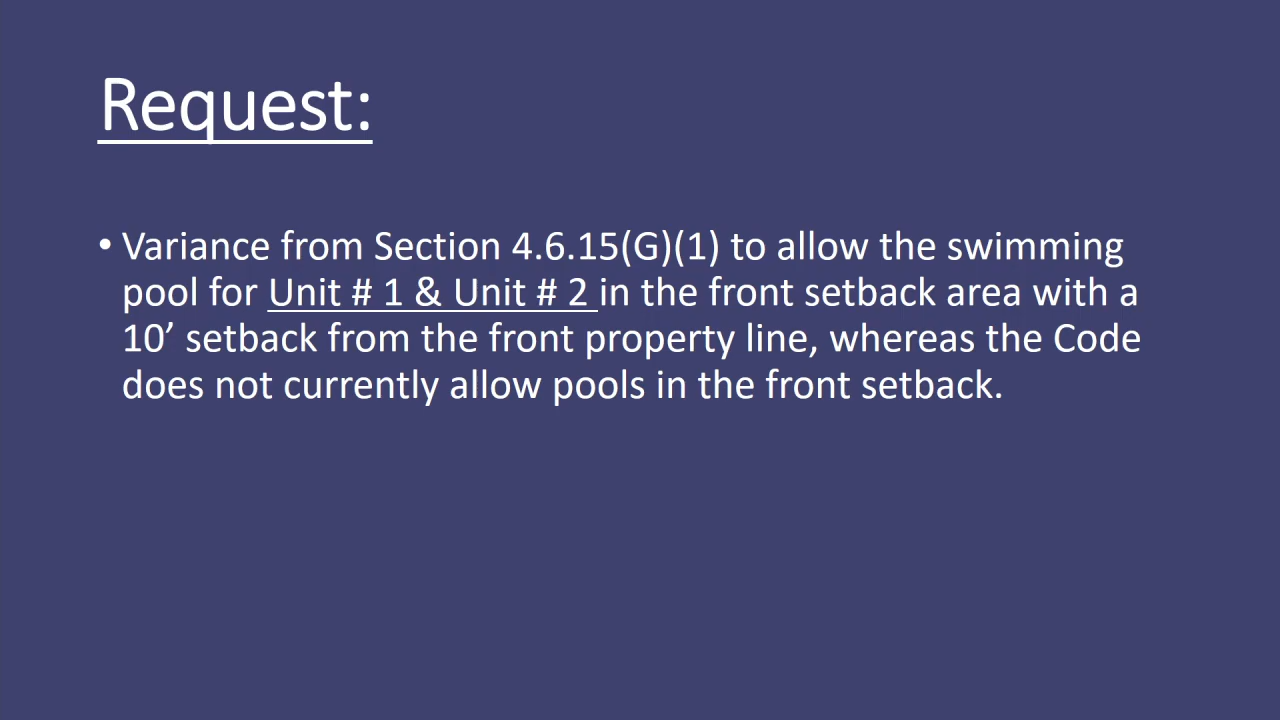 Request:
• Variance from Section 4.6.15(G)(1) to allow the swimming
pool for Unit # 1 & Unit # 2 in the front setback area with a
10’ setback from the front property line, whereas the Code
does not currently allow pools in the front setback.